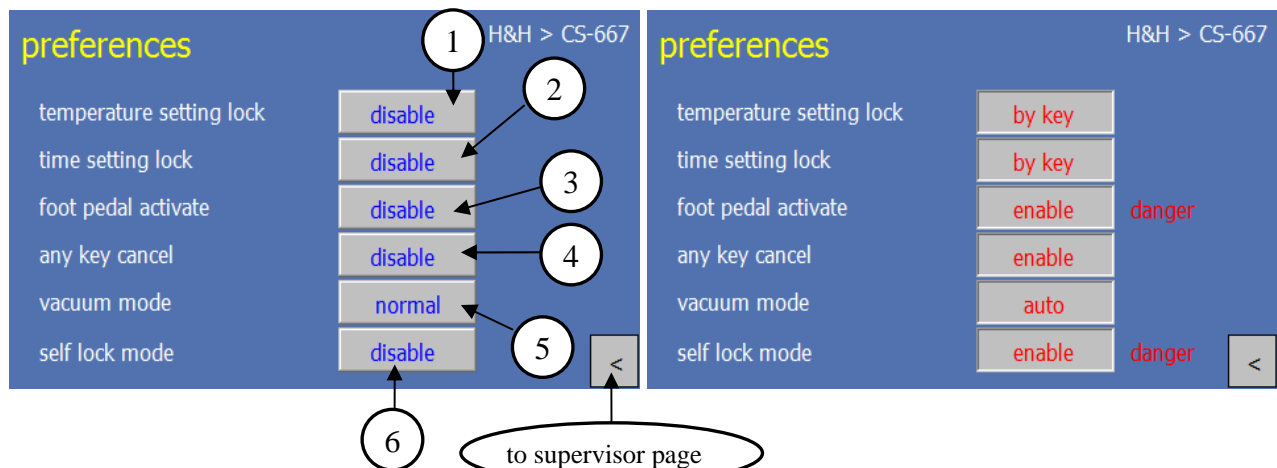 preferences
H&H > CS-667
1
temperature setting lock disable
2
time setting lock disable
3
foot pedal activate disable
4
any key cancel disable
vacuum mode normal
5
self lock mode disable
<
6
to supervisor page
preferences
H&H > CS-667
temperature setting lock by key
time setting lock by key
foot pedal activate enable danger
any key cancel enable
vacuum mode auto
self lock mode enable danger
<